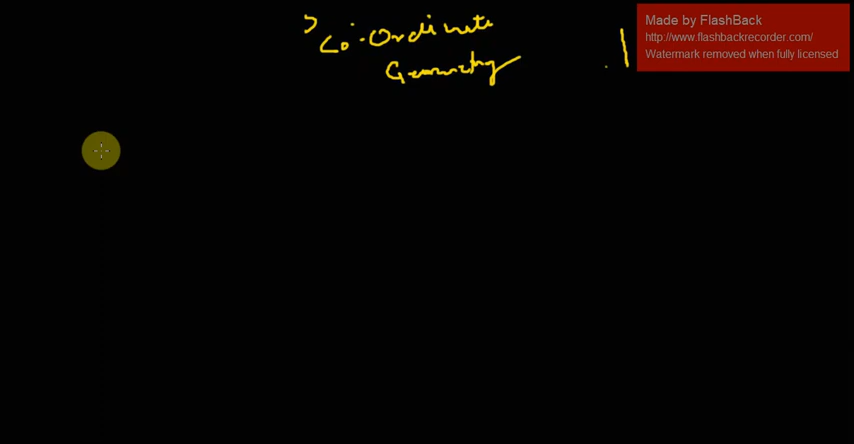 Co-Ordinate
Geometry
Made by FlashBack
http://www.flashbackrecorder.com/
Watermark removed when fully licensed